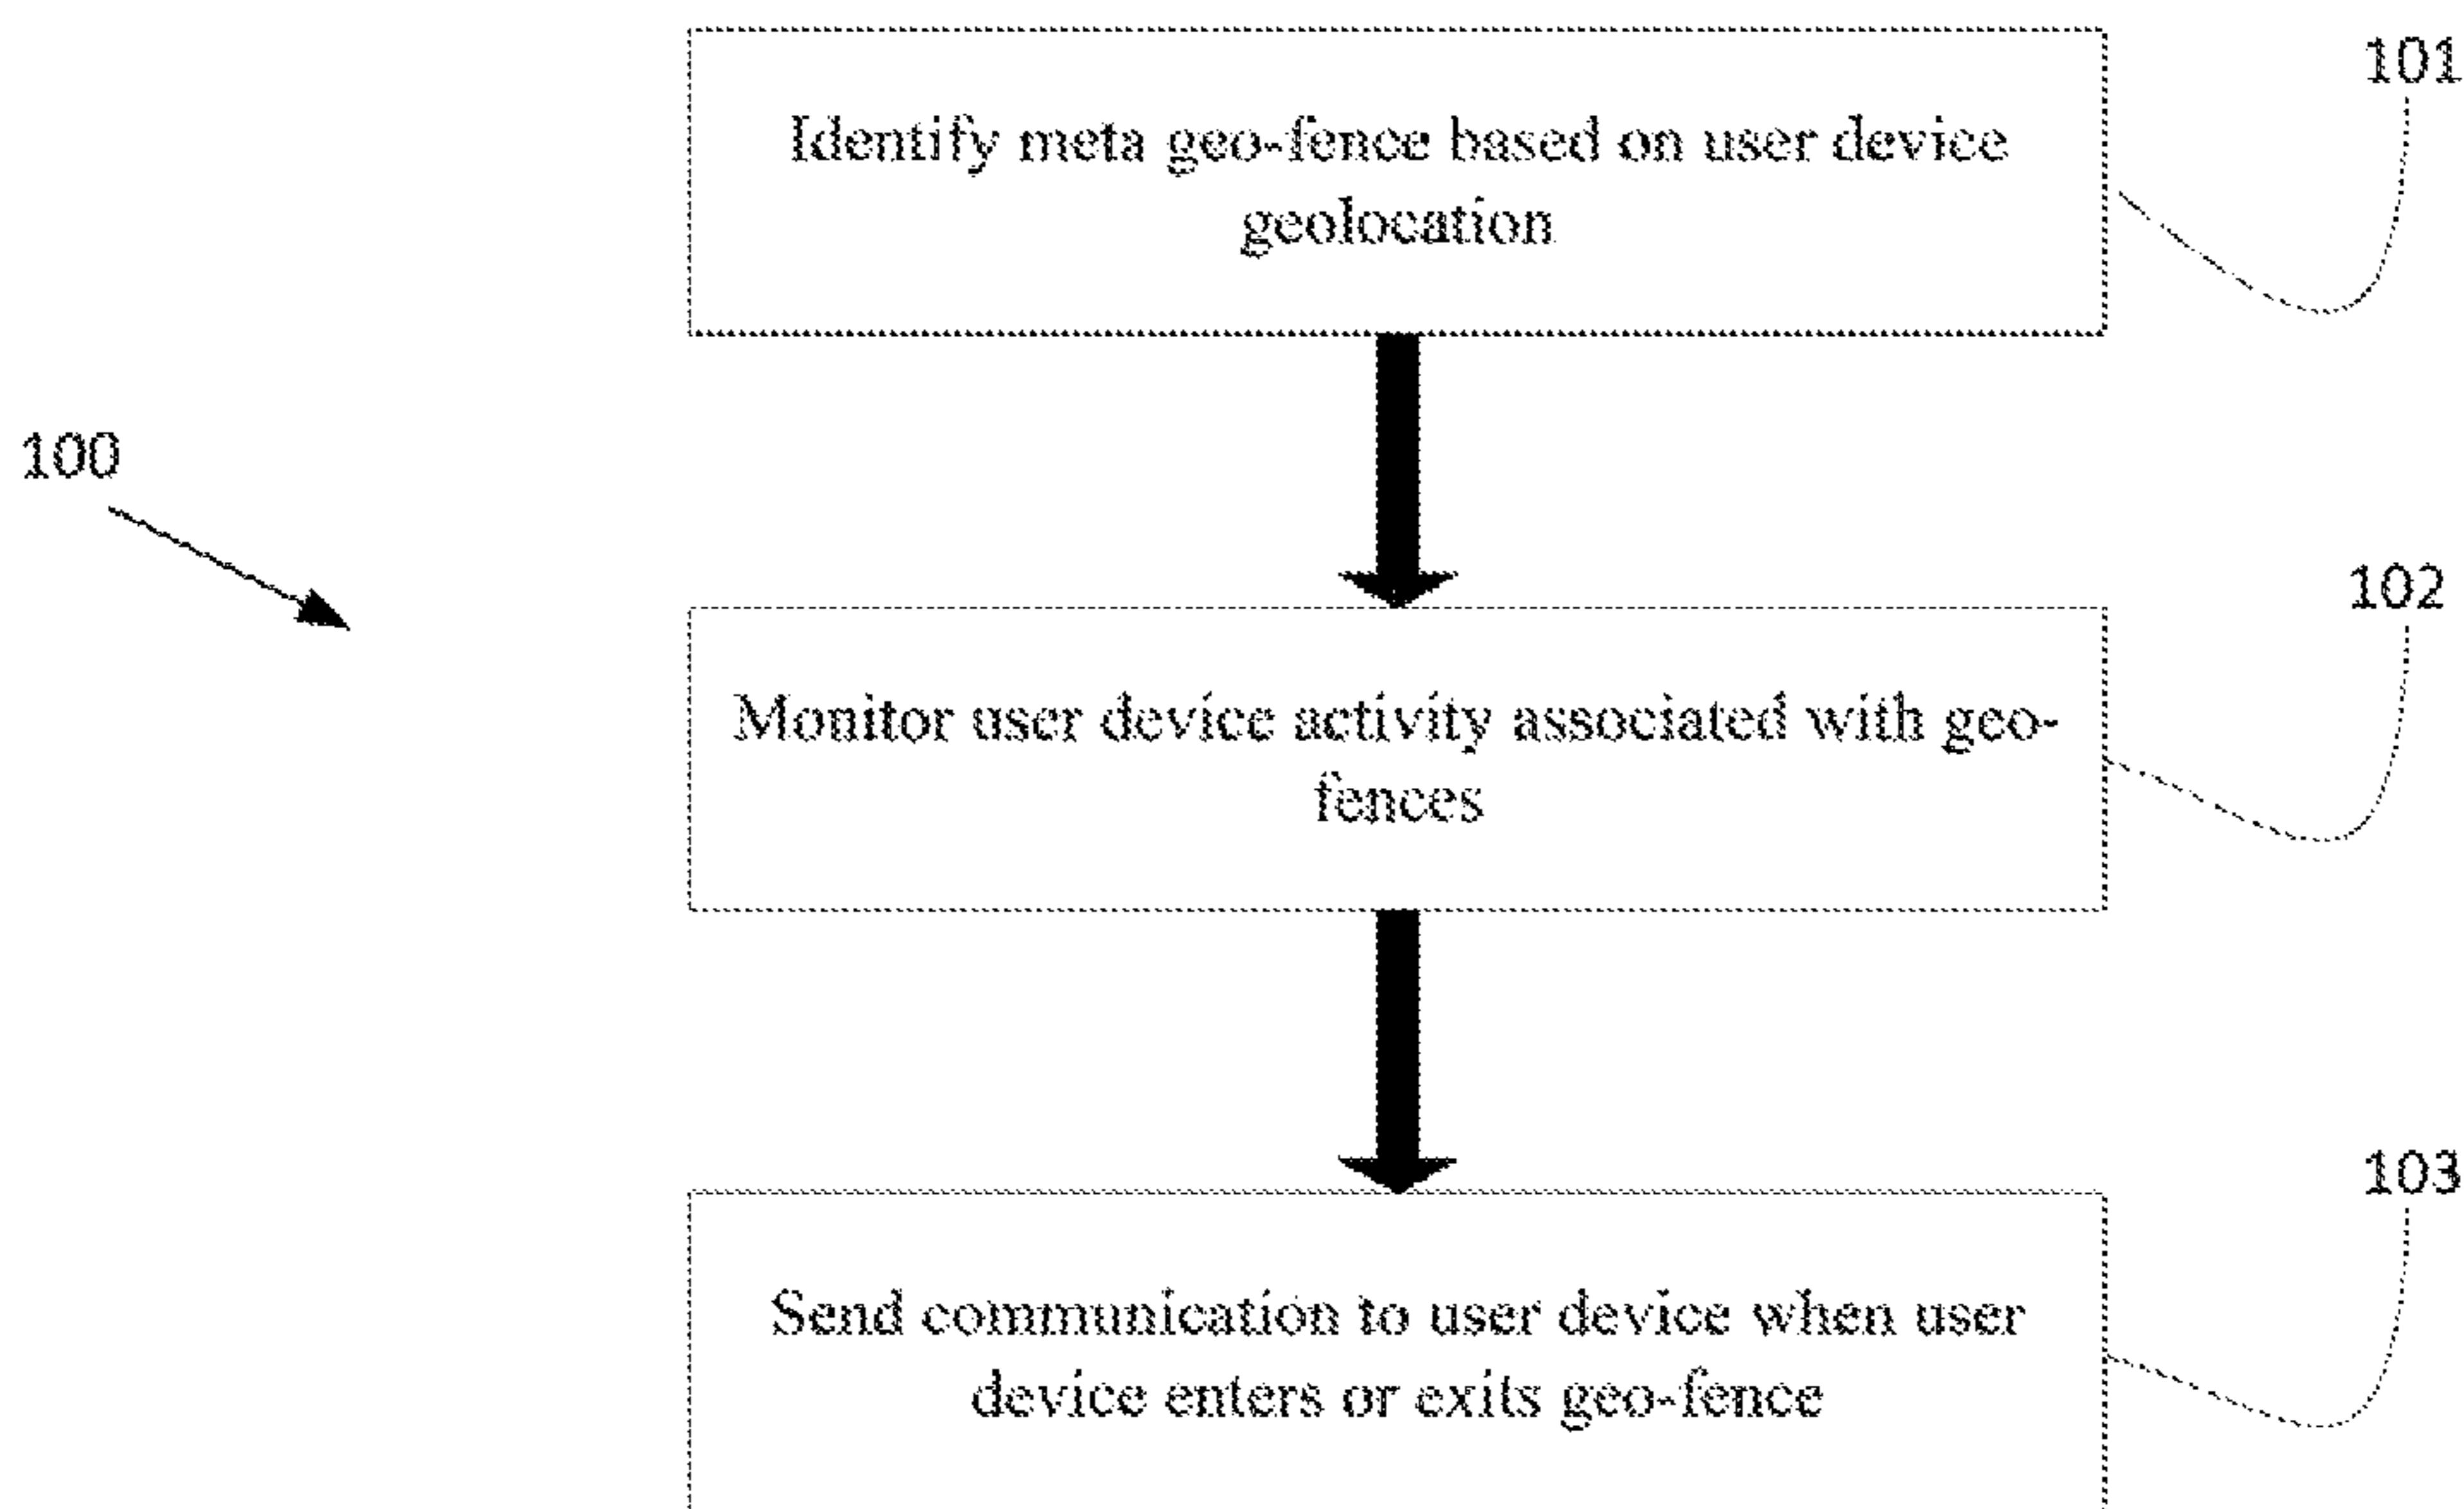 101
Identify meta geo-fence based on user device
geolocation
100
102
Monitor user device activity associated with geo-
fences
103
Send communication to user device when user
device enters or exits geo-fence